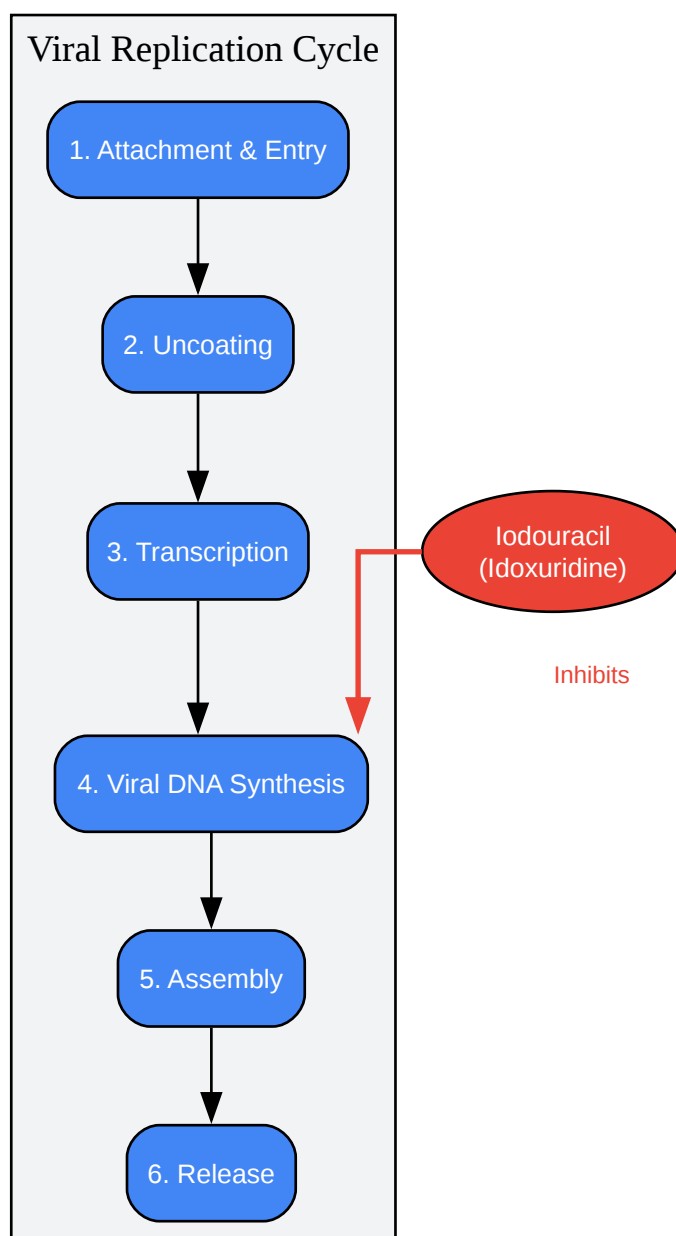 Viral Replication Cycle
1. Attachment & Entry
2. Uncoating
3. Transcription
Iodouracil
(Idoxuridine)
Inhibits
4. Viral DNA Synthesis
5. Assembly
6. Release